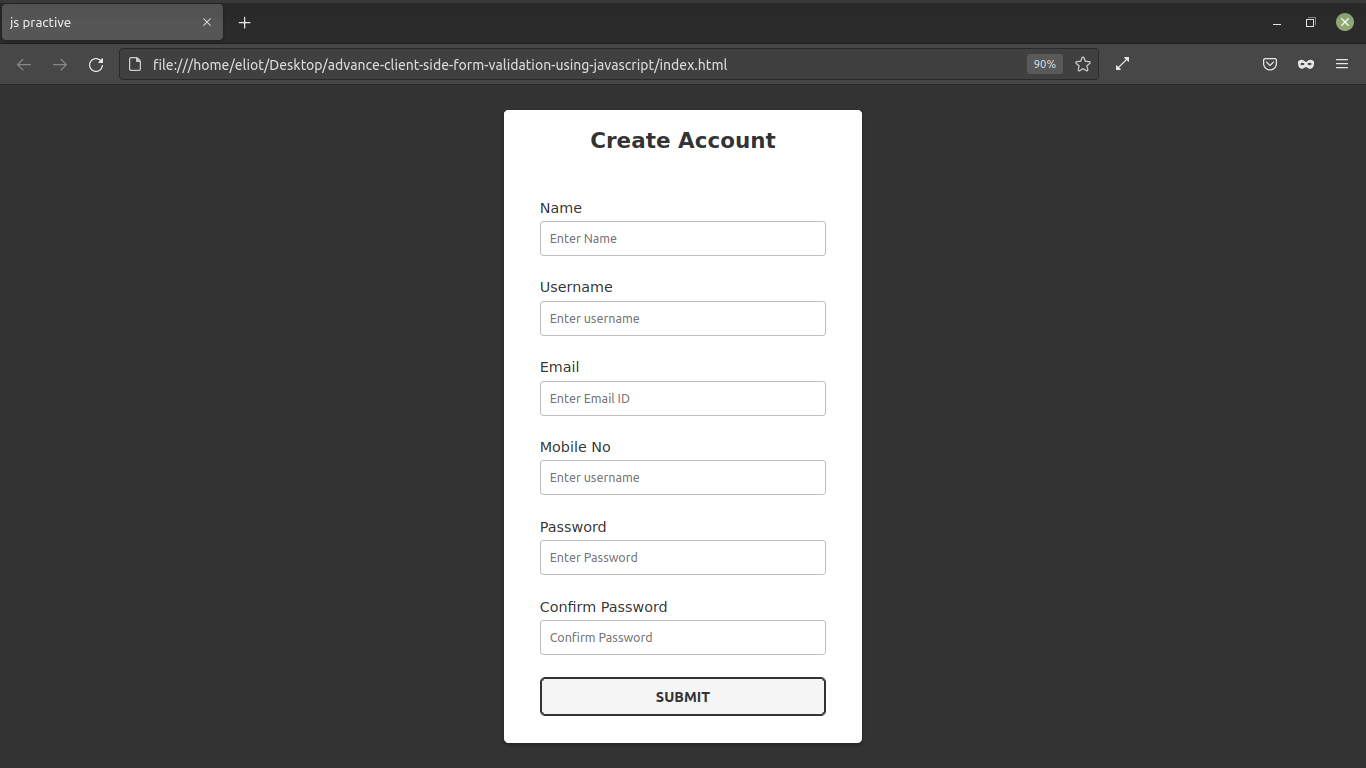 js practive
file:///home/eliot/Desktop/advance-client-side-form-validation-using-javascript/index.html
90%
Create Account
Name
Enter Name
Username
Enter username
Email
Enter Email ID
Mobile No
Enter username
Password
Enter Password
Confirm Password
Confirm Password
SUBMIT